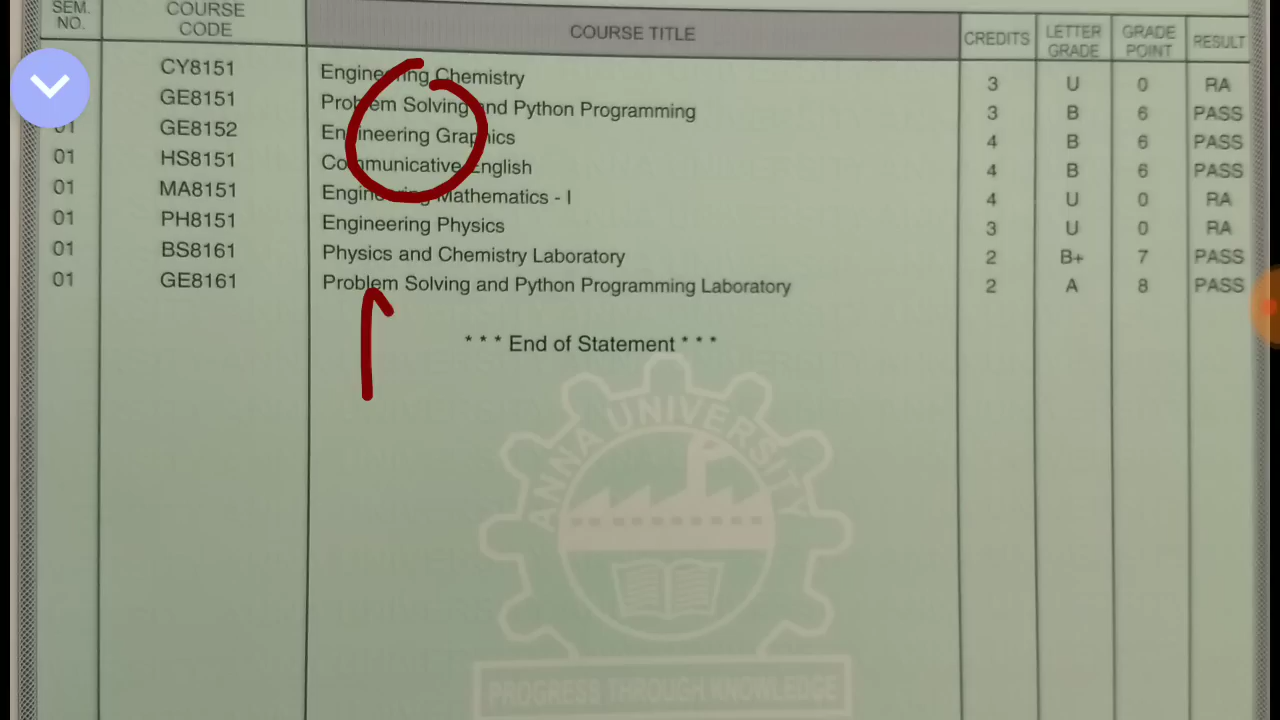 SEM. NO. COURSE CODE COURSE TITLE CREDITS LETTER GRADE GRADE POINT RESULT
CY8151 Engineering Chemistry 3 U 0 RA
GE8151 Problem Solving and Python Programming 3 B 6 PASS
01 GE8152 Engineering Graphics 4 B 6 PASS
01 HS8151 Communicative English 4 B 6 PASS
01 MA8151 Engineering Mathematics - I 4 U 0 RA
01 PH8151 Engineering Physics 3 U 0 RA
01 BS8161 Physics and Chemistry Laboratory 2 B+ 7 PASS
01 GE8161 Problem Solving and Python Programming Laboratory 2 A 8 PASS
* * * End of Statement * * *
ANNA UNIVERSITY
PROGRESS THROUGH KNOWLEDGE